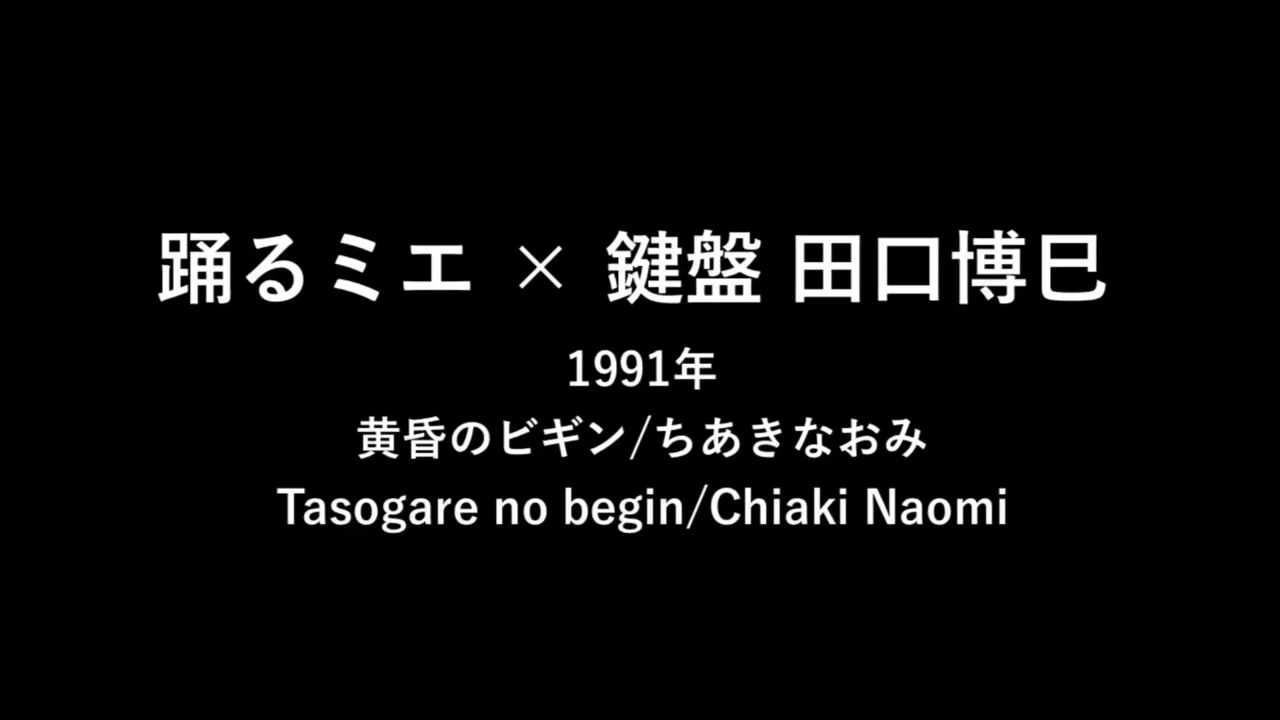 踊るミエ × 鍵盤 田口博巳
1991年
黄昏のビギン/ちあきなおみ
Tasogare no begin/Chiaki Naomi